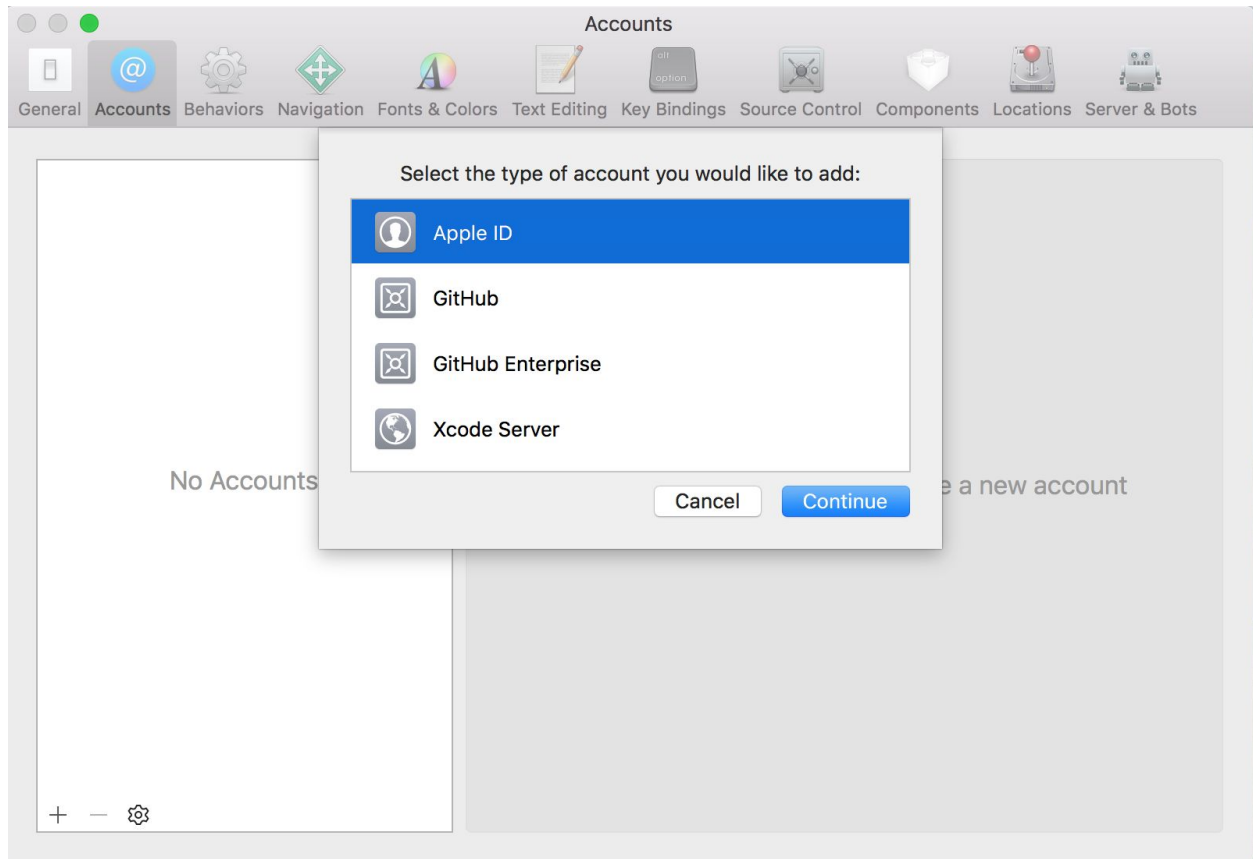 Accounts
General Accounts Behaviors Navigation Fonts & Colors Text Editing Key Bindings Source Control Components Locations Server & Bots
alt
option
Select the type of account you would like to add:
Apple ID
GitHub
GitHub Enterprise
Xcode Server
No Accounts
a new account
Cancel Continue